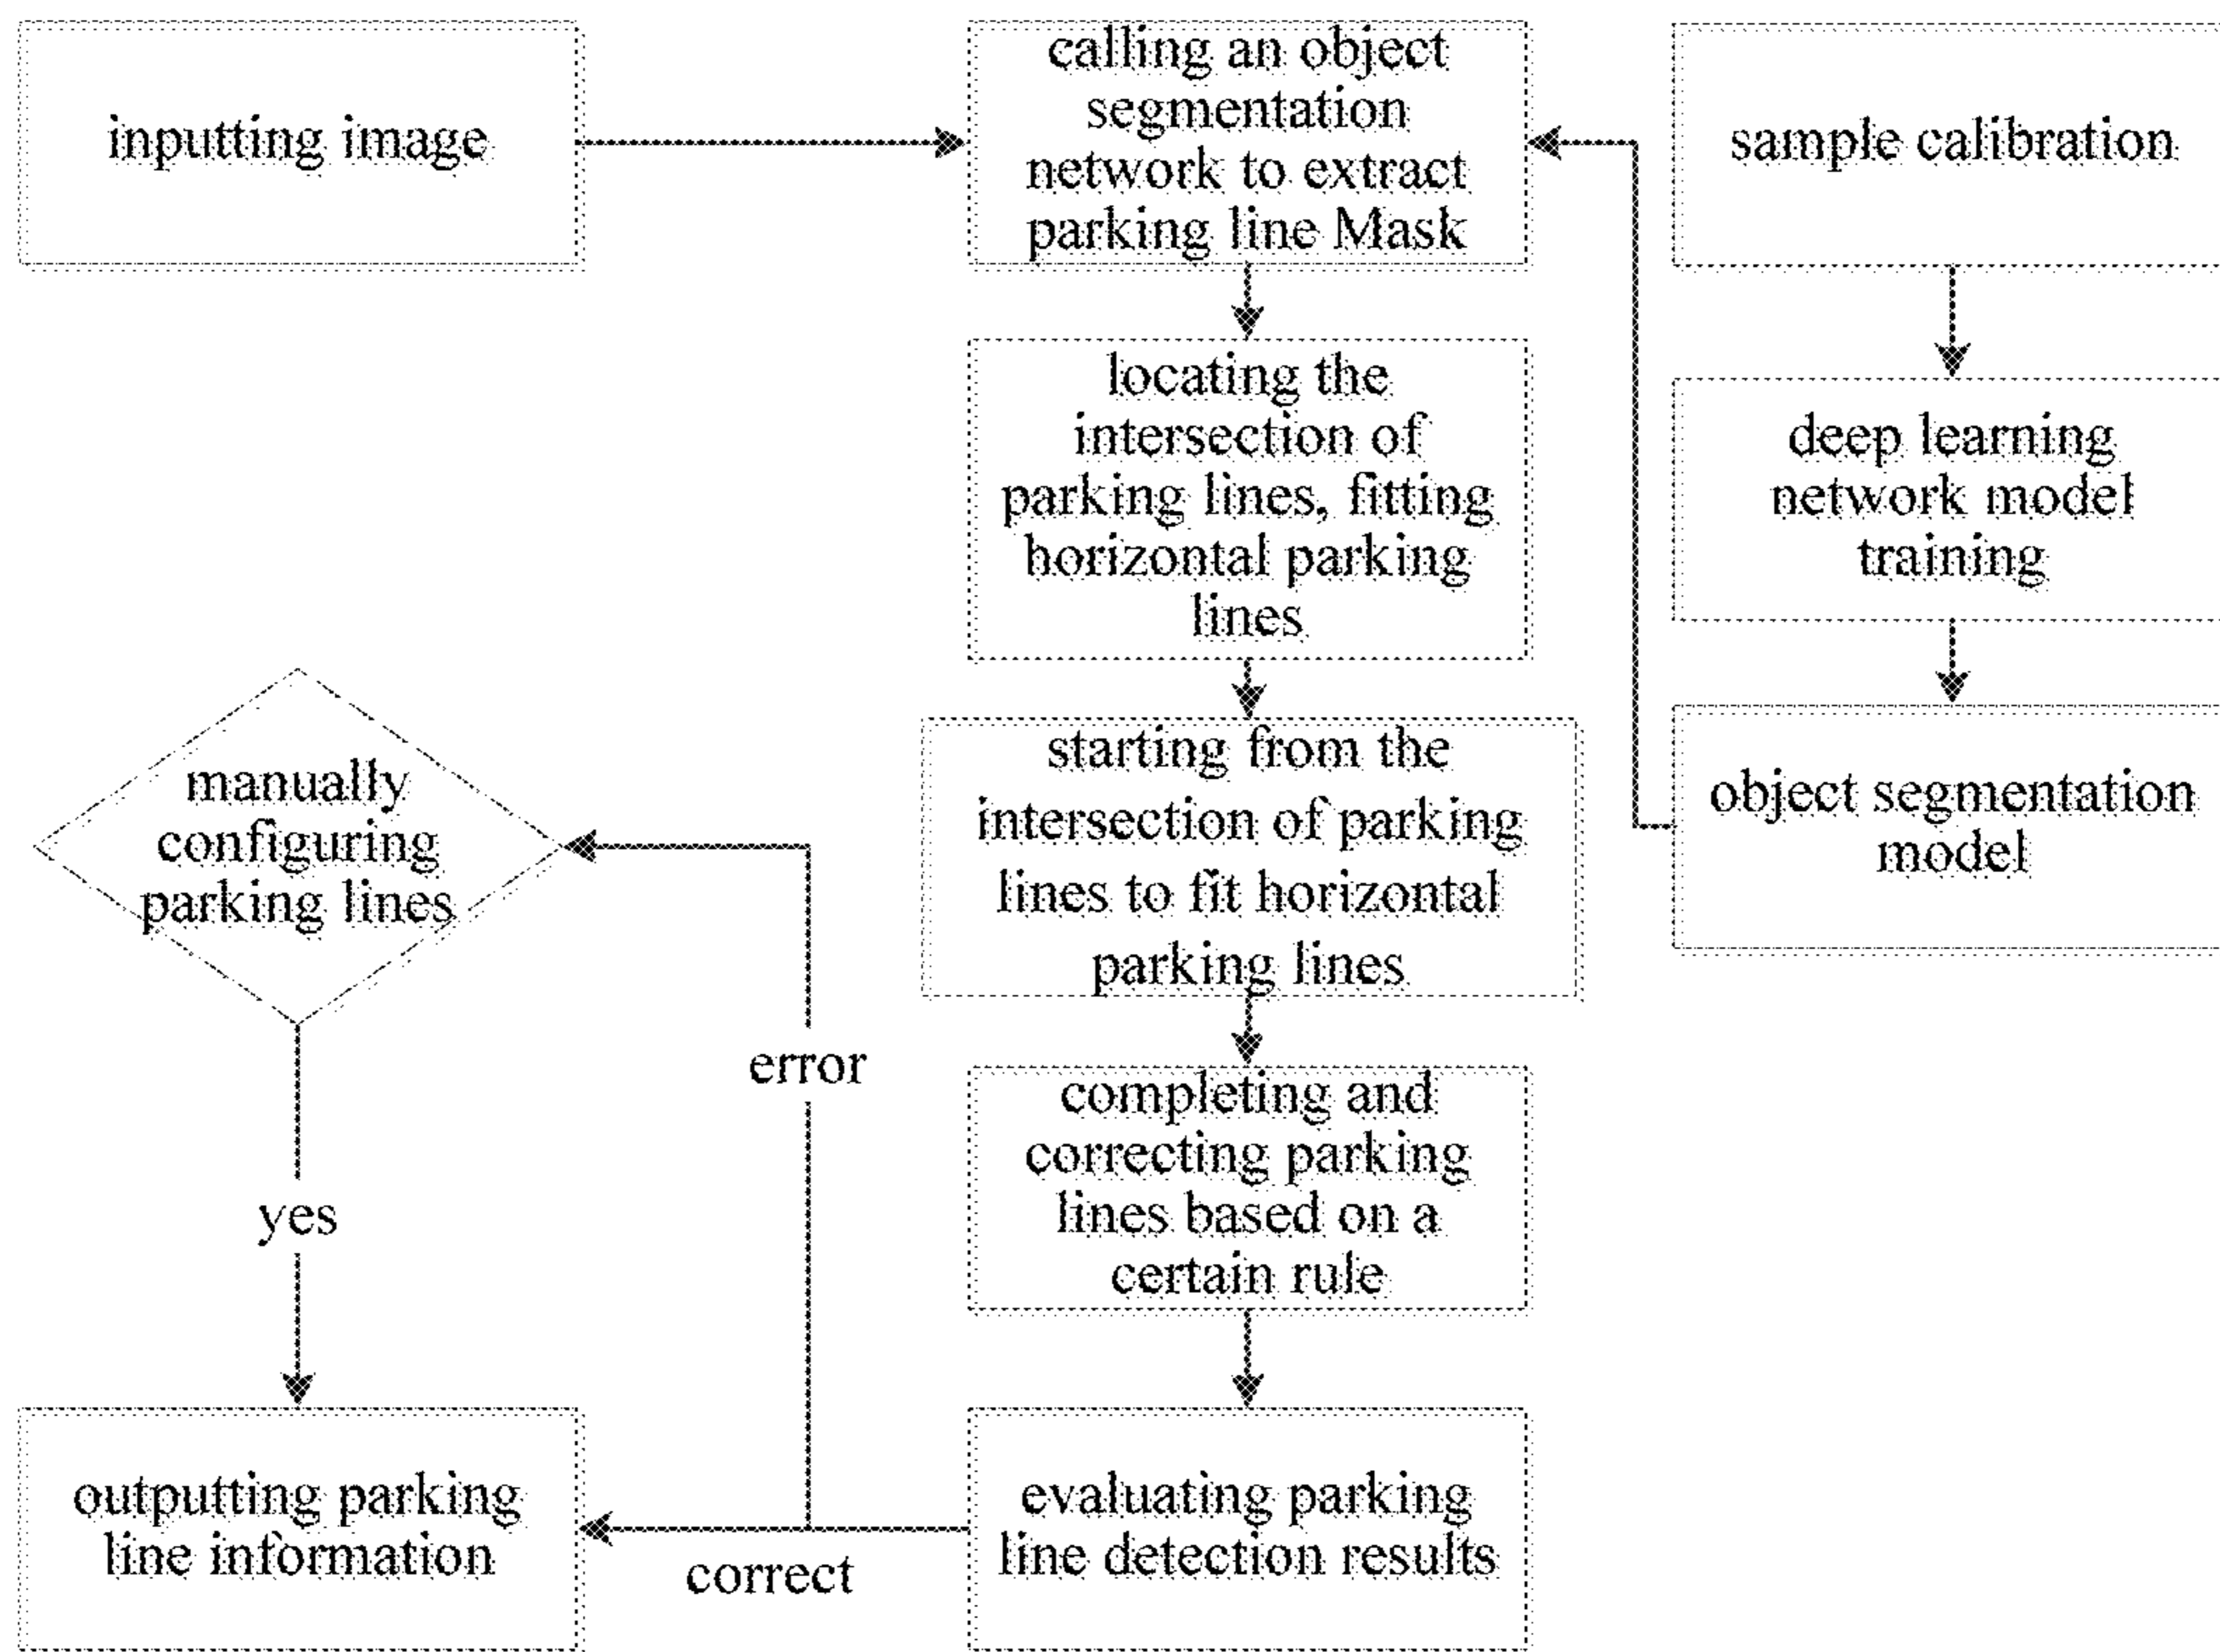 inputting image
calling an object
segmentation
network to extract
parking line Mask
sample calibration
locating the
intersection of
parking lines, fitting
horizontal parking
lines
deep learning
network model
training
starting from the
intersection of parking
lines to fit horizontal
parking lines
object segmentation
model
manually
configuring
parking lines
error
completing and
correcting parking
lines based on a
certain rule
yes
outputting parking
line information
correct
evaluating parking
line detection results